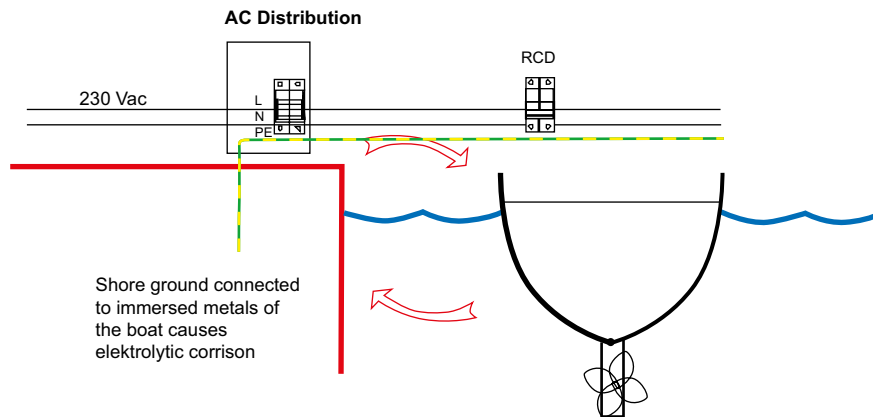 AC Distribution
RCD
230 Vac
L
N
PE
Shore ground connected
to immersed metals of
the boat causes
elektrolytic corrison